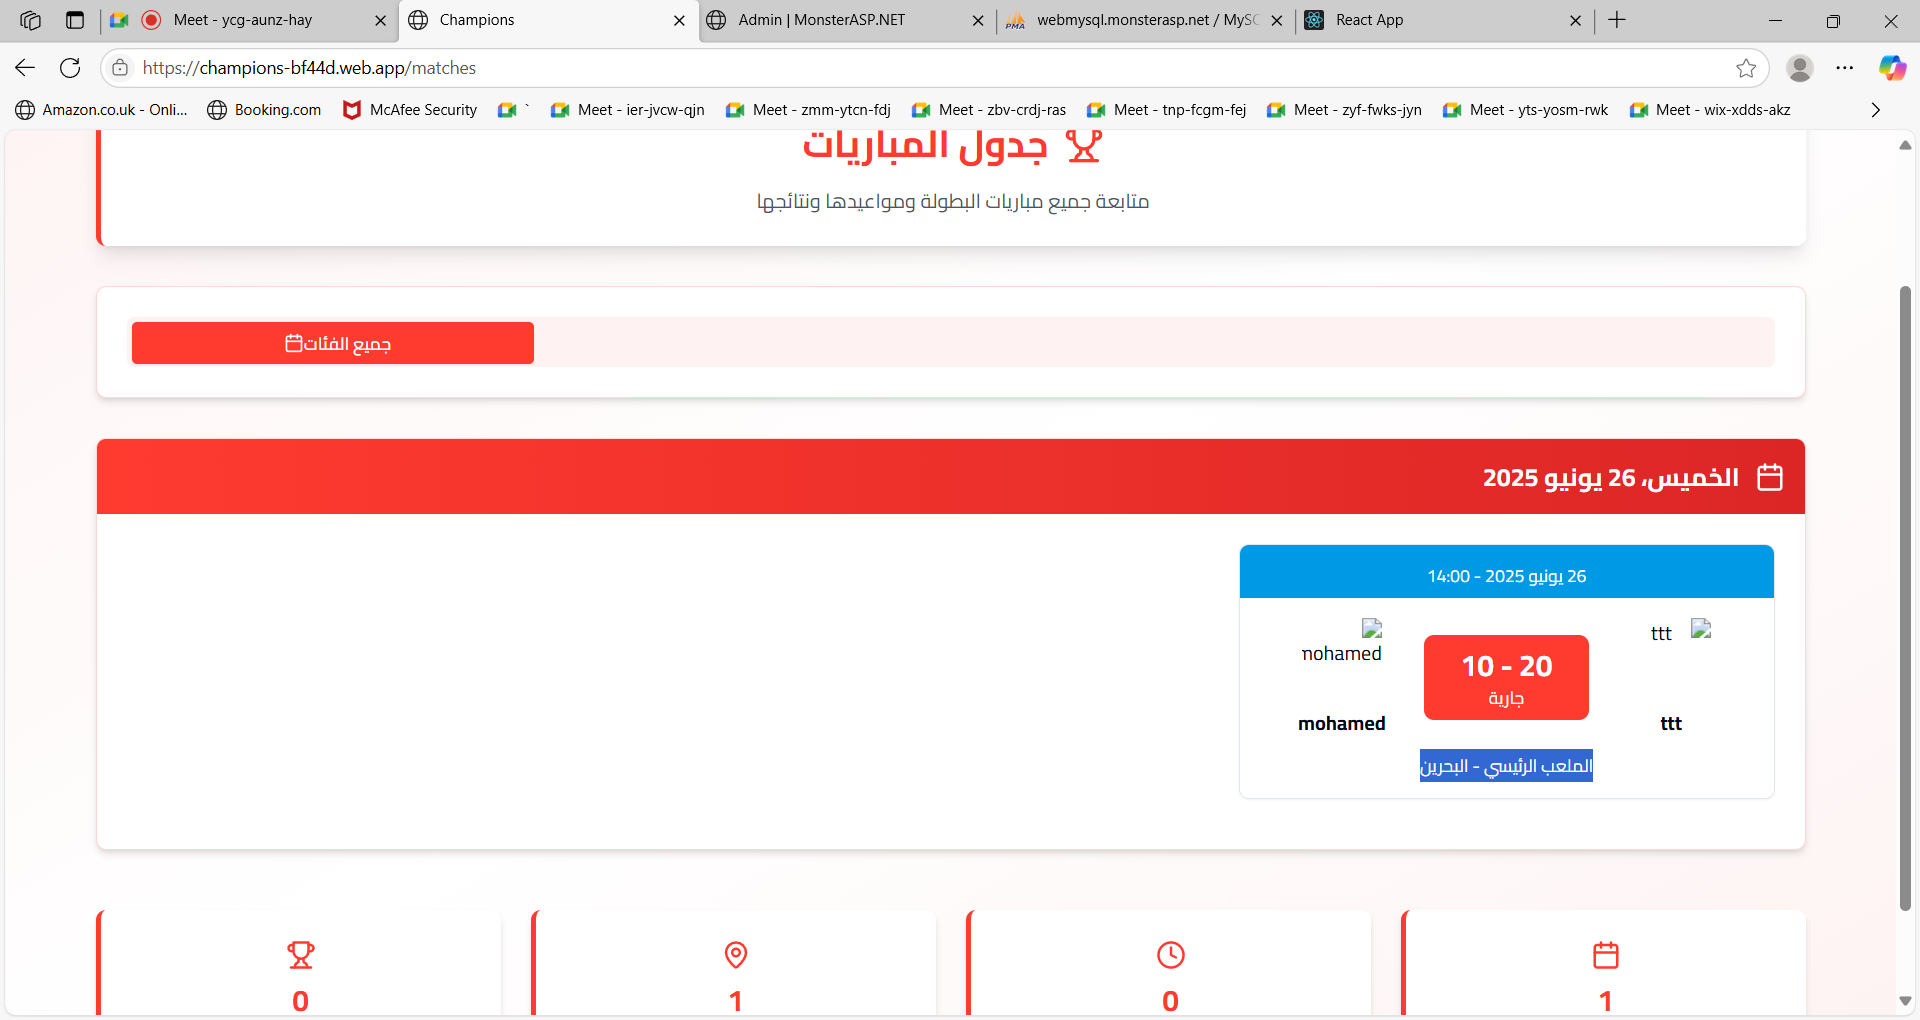 Meet - ycg-aunz-hay
Champions
Admin | MonsterASP.NET
webmysql.monsterasp.net / MySQ
React App
https://champions-bf44d.web.app/matches
Amazon.co.uk - Onli...
Booking.com
McAfee Security
`
Meet - ier-jvcw-qjn
Meet - zmm-ytcn-fdj
Meet - zbv-crdj-ras
Meet - tnp-fcgm-fej
Meet - zyf-fwks-jyn
Meet - yts-yosm-rwk
Meet - wix-xdds-akz
جدول المباريات
متابعة جميع مباريات البطولة ومواعيدها ونتائجها
جميع الفئات
الخميس، 26 يونيو 2025
26 يونيو 2025 - 14:00
ttt
mohamed
10 - 20
جارية
ttt
mohamed
الملعب الرئيسي - البحرين
1
0
1
0